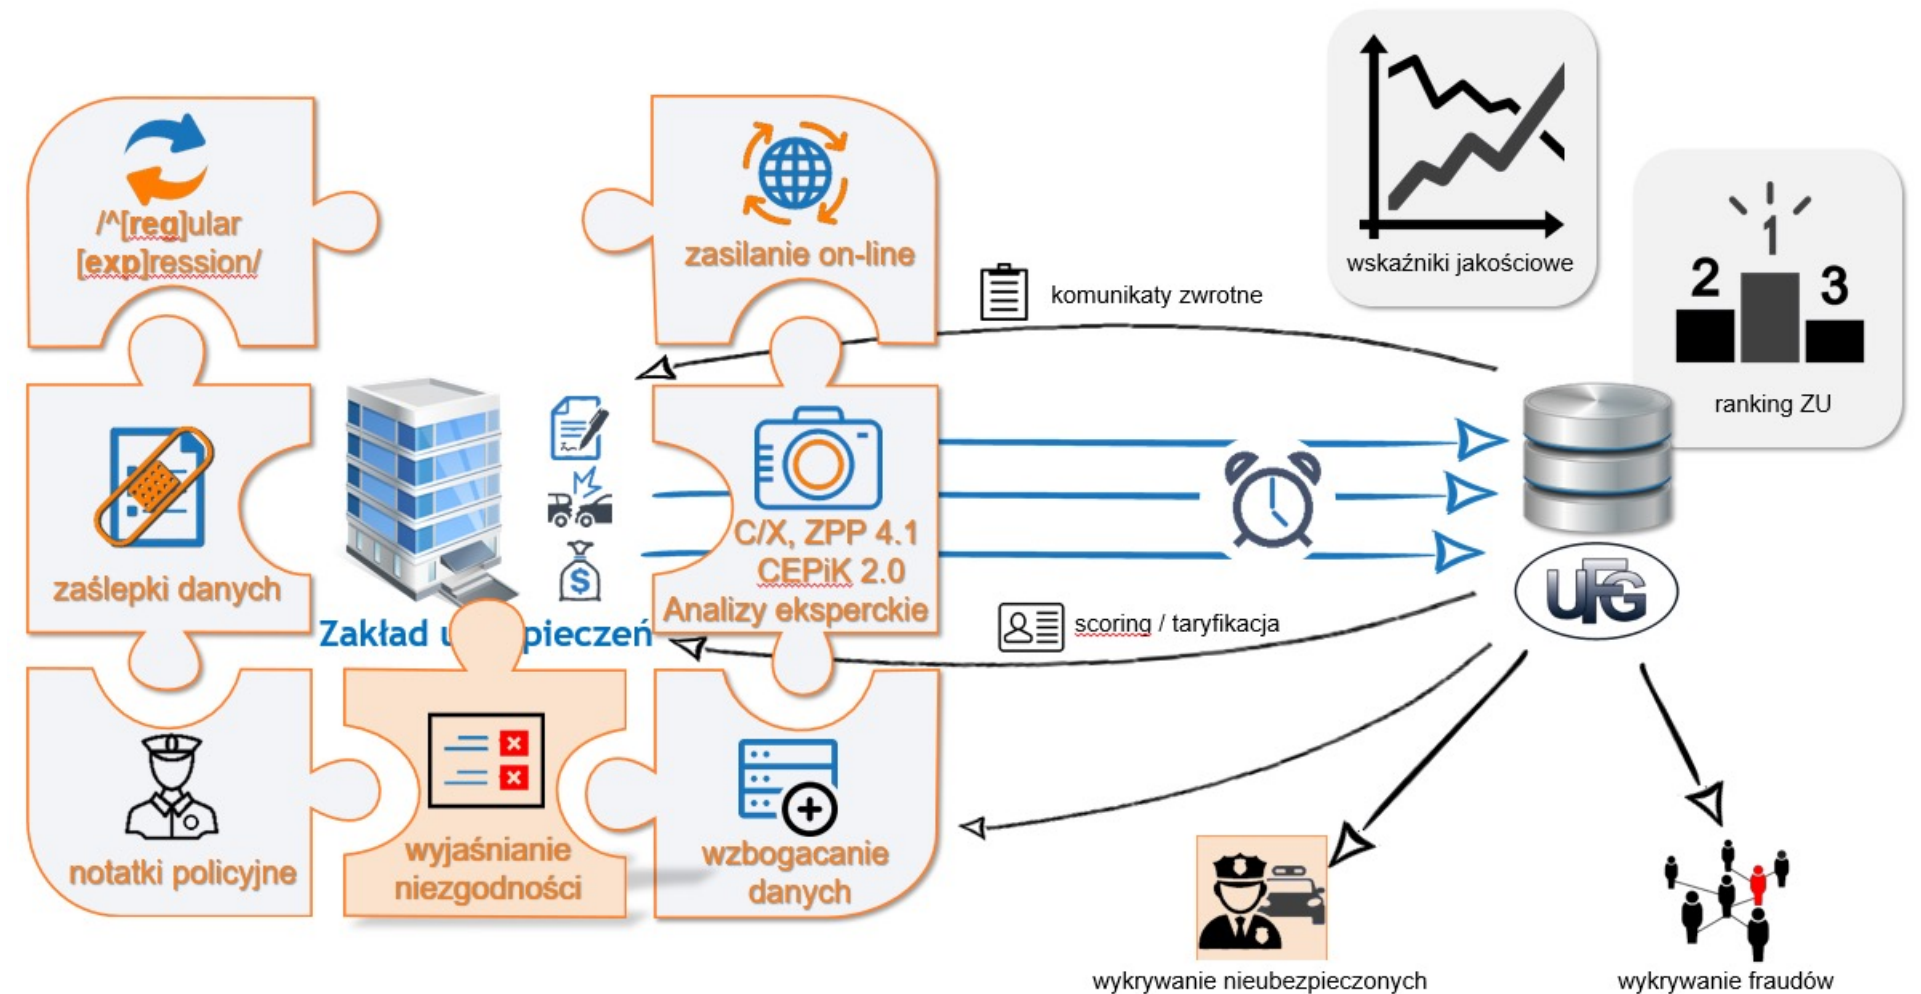 /^[reg]ular
[exp]ression/
zasilanie on-line
wskaźniki jakościowe
1
2
3
ranking ZU
komunikaty zwrotne
zaślepki danych
$
C/X, ZPP 4.1
CEPiK 2.0
Analizy eksperckie
UFG
Zakład u pieczeń
scoring / taryfikacja
notatki policyjne
wyjaśnianie
niezgodności
wzbogacanie
danych
wykrywanie nieubezpieczonych
wykrywanie fraudów